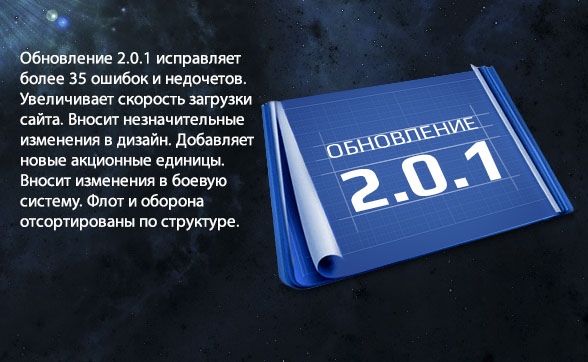 Обновление 2.0.1 исправляет
более 35 ошибок и недочетов.
Увеличивает скорость загрузки
сайта. Вносит незначительные
изменения в дизайн. Добавляет
новые акционные единицы.
Вносит изменения в боевую
систему. Флот и оборона
отсортированы по структуре.
ОБНОВЛЕНИЕ
2.0.1